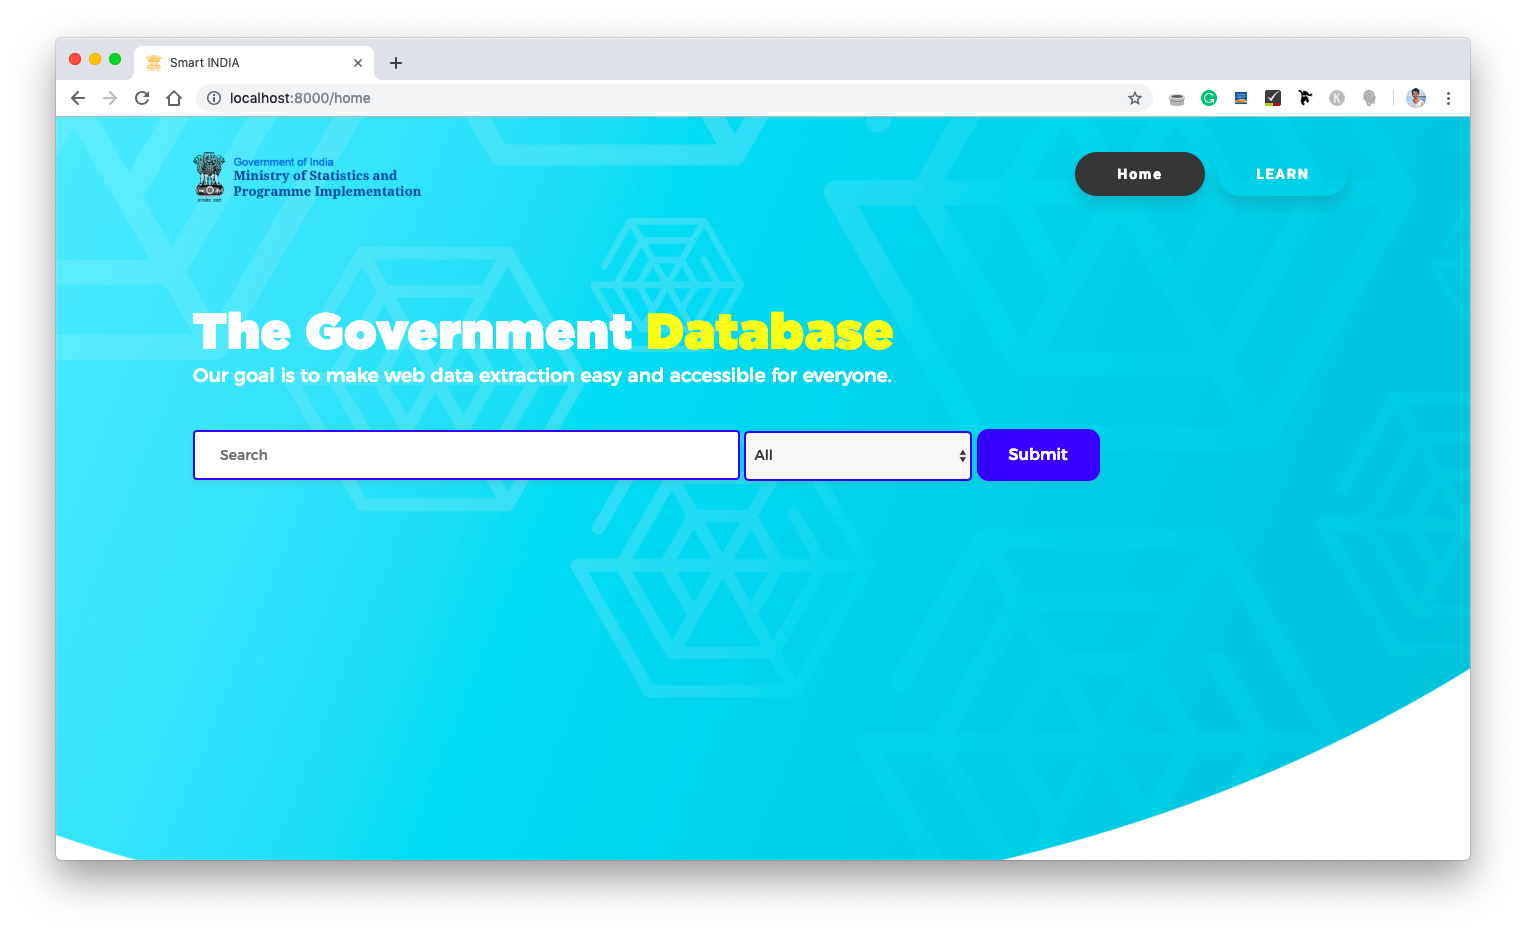 Smart INDIA
localhost:8000/home
Government of India
Ministry of Statistics and
Programme Implementation
Home
LEARN
The Government Database
Our goal is to make web data extraction easy and accessible for everyone.
Search
All
Submit